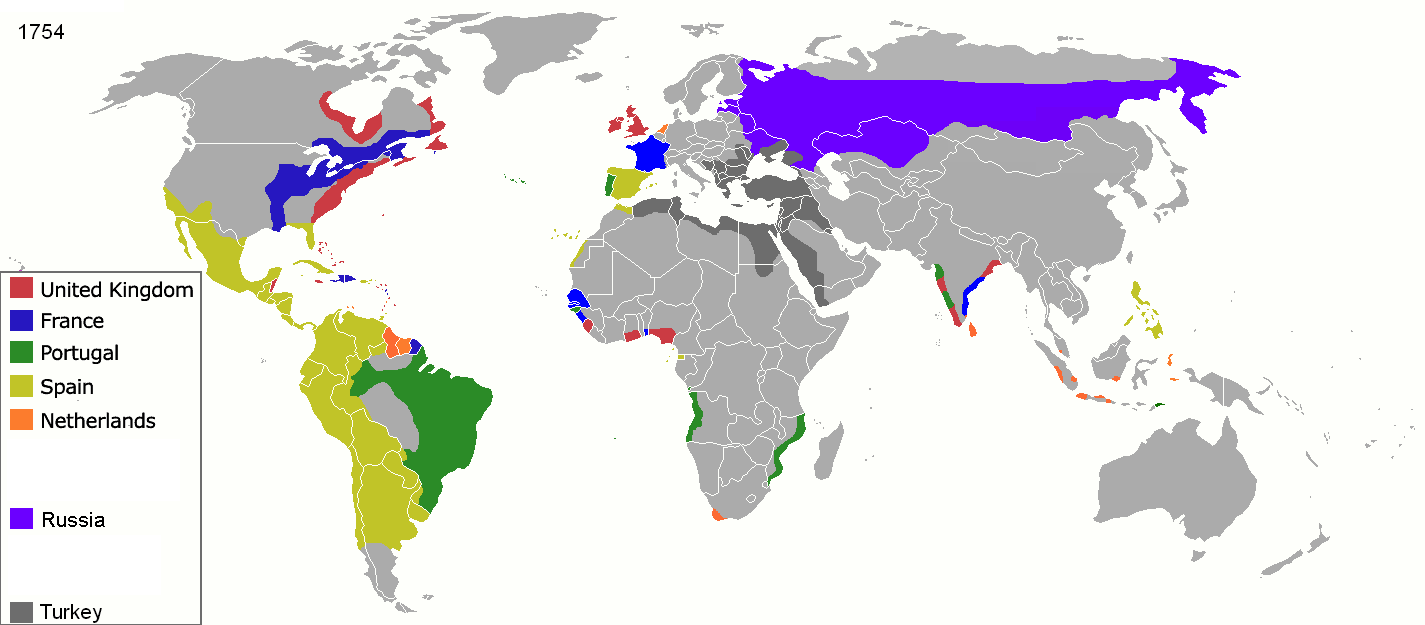 1754
United Kingdom
France
Portugal
Spain
Netherlands
Russia
Turkey